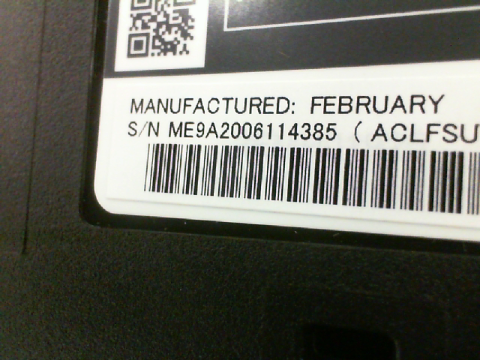 MANUFACTURED: FEBRUARY
S/N ME9A2006114385 ( ACLFSU